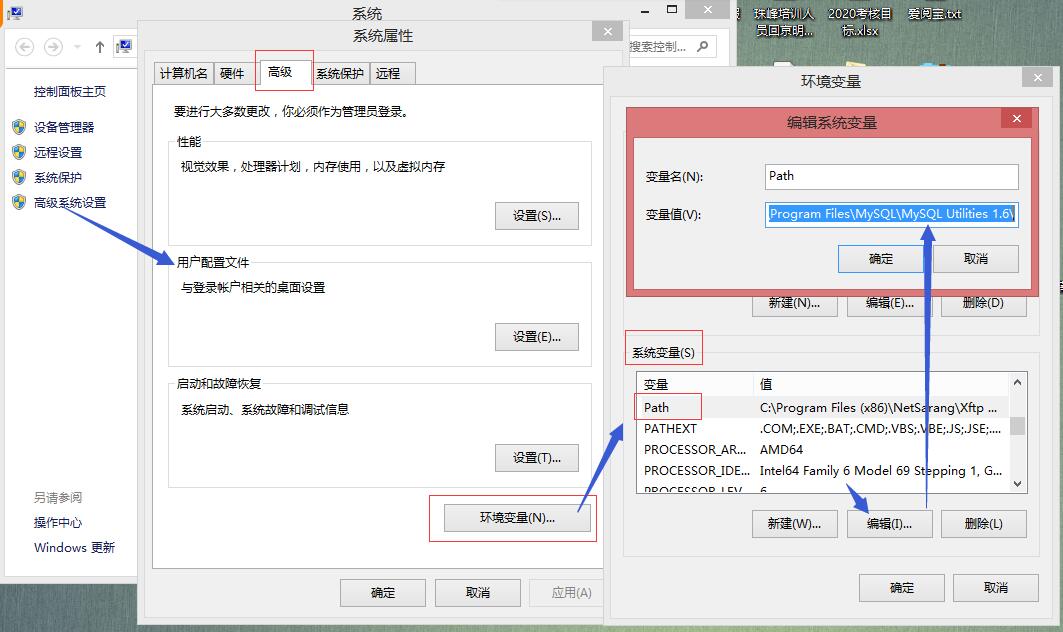 系统
搜索控制...
控制面板主页
设备管理器
远程设置
系统保护
高级系统设置
另请参阅
操作中心
Windows 更新
系统属性
计算机名
硬件
高级
系统保护
远程
要进行大多数更改，你必须作为管理员登录。
性能
视觉效果，处理器计划，内存使用，以及虚拟内存
设置(S)...
用户配置文件
与登录帐户相关的桌面设置
设置(E)...
启动和故障恢复
系统启动、系统故障和调试信息
设置(T)...
环境变量(N)...
确定
取消
应用(A)
珠峰培训人
员回京明...
2020考核目
标.xlsx
爱阅宝.txt
环境变量
编辑系统变量
变量名(N):
Path
变量值(V):
Program Files\MySQL\MySQL Utilities 1.6\
确定
取消
新建(N)...
编辑(E)...
删除(D)
系统变量(S)
变量
值
Path
C:\Program Files (x86)\NetSarang\Xftp ...
PATHEXT
.COM;.EXE;.BAT;.CMD;.VBS;.VBE;.JS;.JSE;....
PROCESSOR_AR...
AMD64
PROCESSOR_IDE...
Intel64 Family 6 Model 69 Stepping 1, G...
PROCESSOR_LEV
6
新建(W)...
编辑(I)...
删除(L)
确定
取消